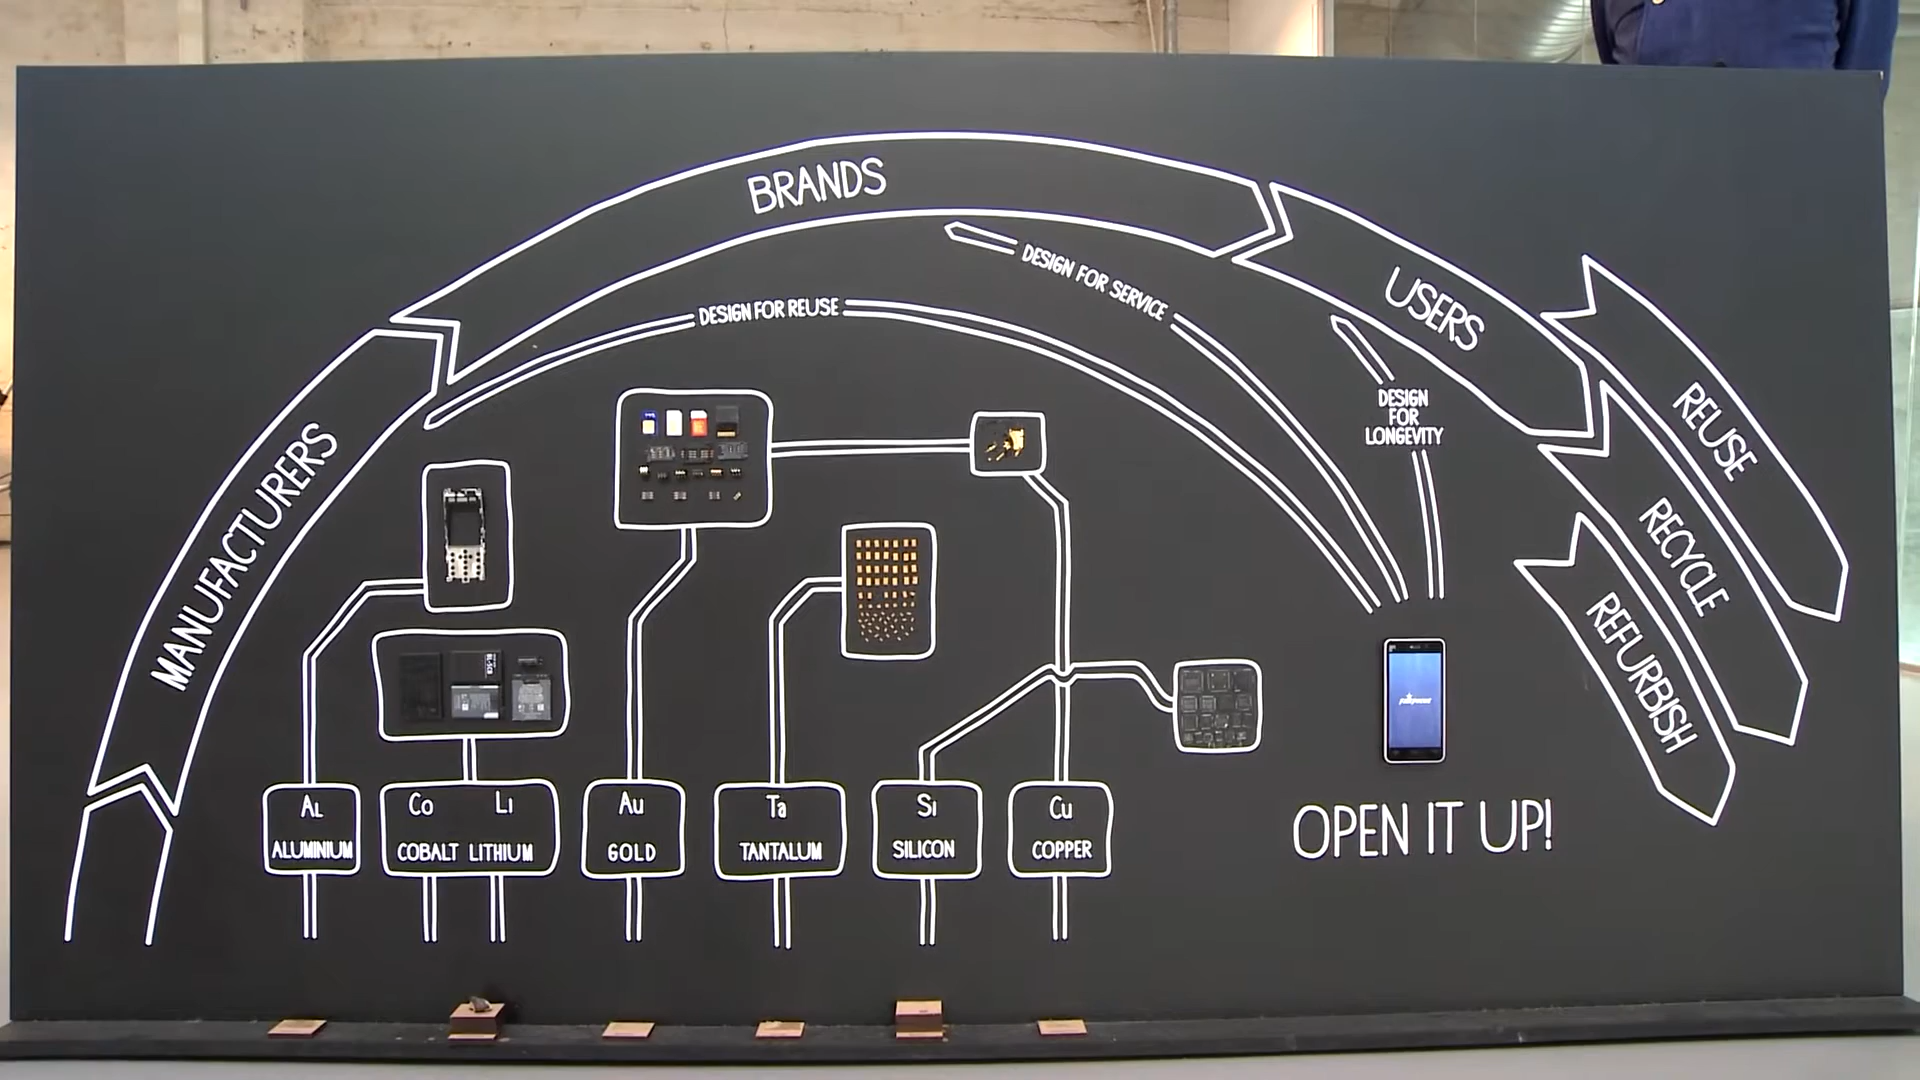 BRANDS
DESIGN FOR SERVICE
USERS
DESIGN FOR REUSE
MANUFACTURERS
DESIGN
FOR
LONGEVITY
REUSE
RECYCLE
REFURBISH
AL
ALUMINIUM
Co LI
COBALT LITHIUM
Au
GOLD
Ta
TANTALUM
Si
SILICON
Cu
COPPER
OPEN IT UP!